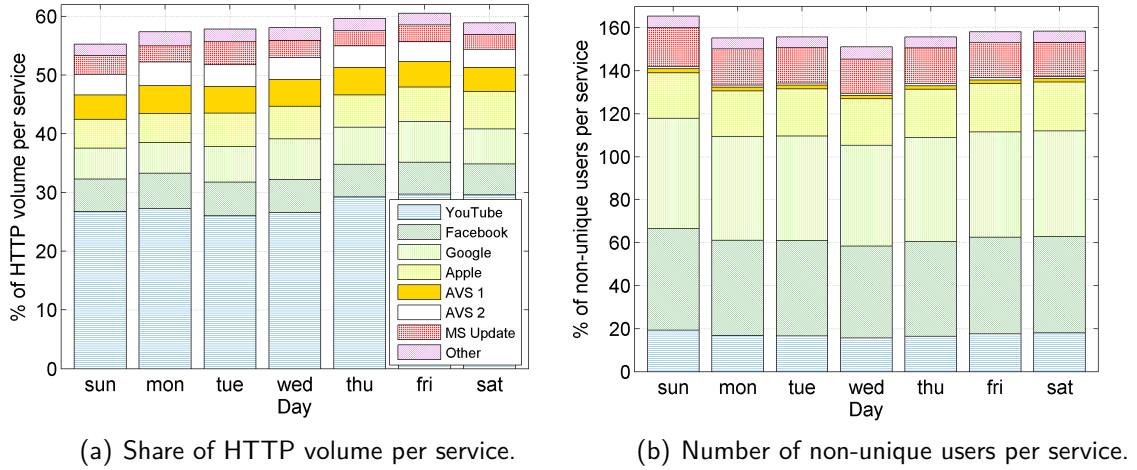 % of HTTP volume per service
60
50
40
30
20
10
0
sun mon tue wed thu fri sat
Day
YouTube
Facebook
Google
Apple
AVS 1
AVS 2
MS Update
Other
(a) Share of HTTP volume per service.
% of non-unique users per service
160
140
120
100
80
60
40
20
0
sun mon tue wed thu fri sat
Day
(b) Number of non-unique users per service.